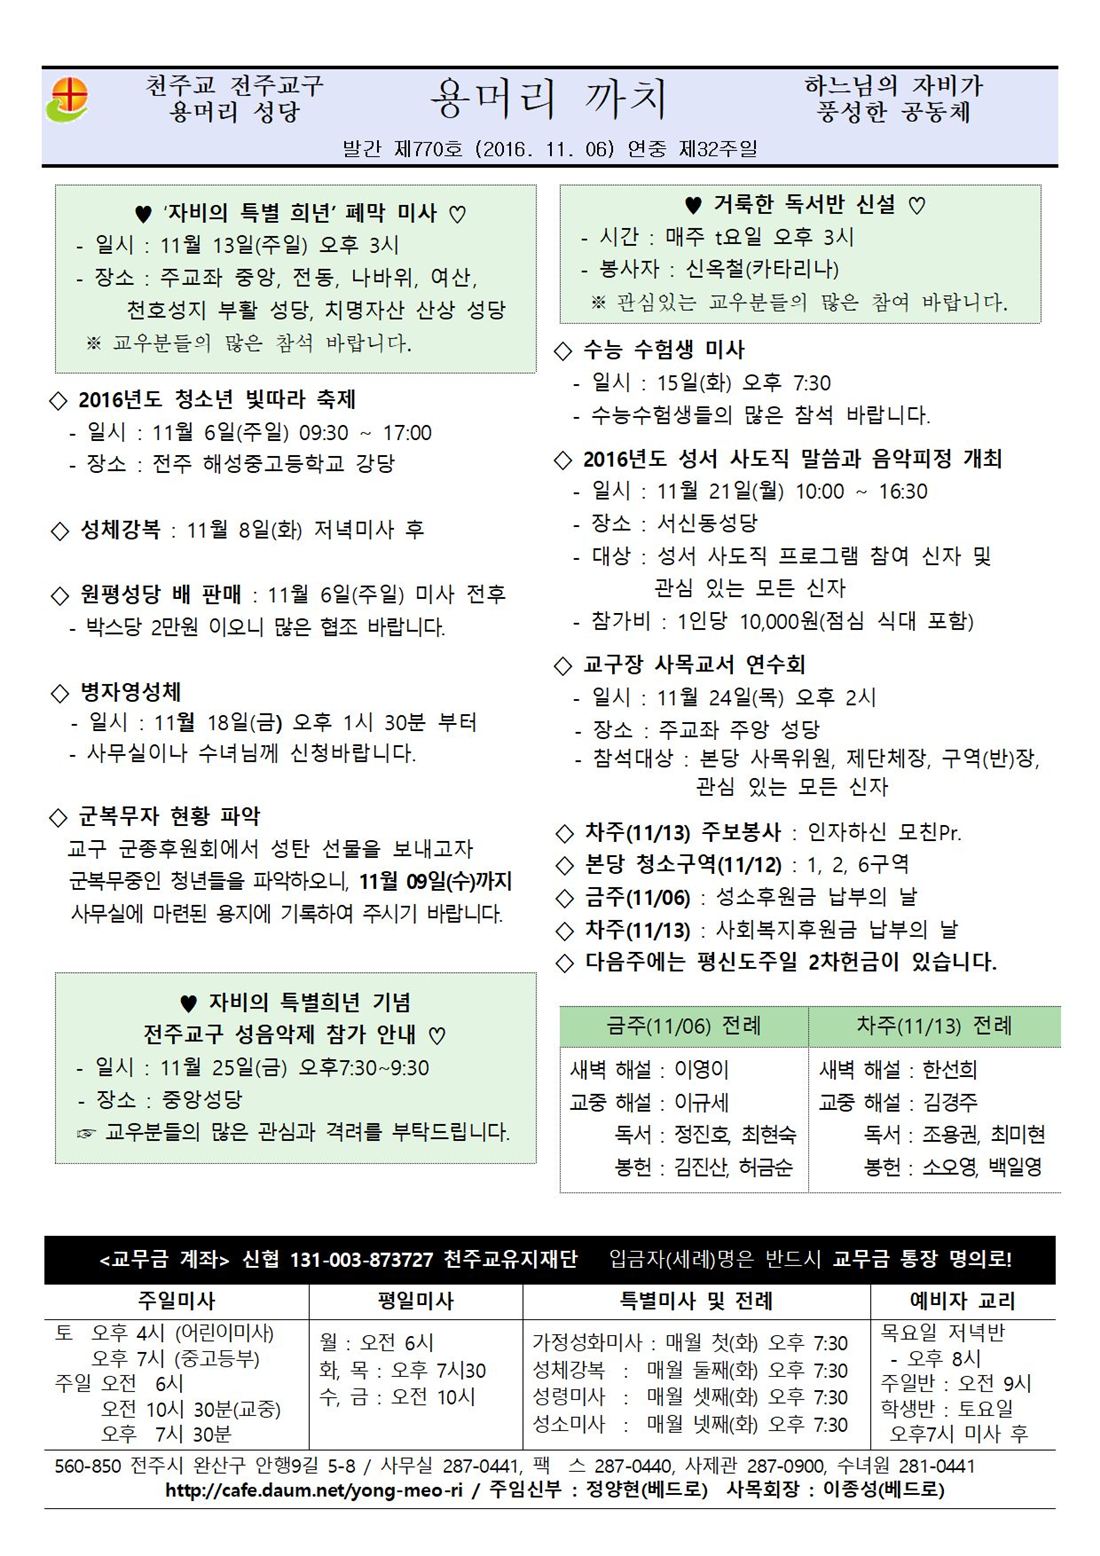 천주교 전주교구
용머리 성당
용머리 까치
하느님의 자비가
풍성한 공동체
발간 제770호 (2016. 11. 06) 연중 제32주일
♥ ‘자비의 특별 희년’ 폐막 미사 ♡
- 일시 : 11월 13일(주일) 오후 3시
- 장소 : 주교좌 중앙, 전동, 나바위, 여산,
천호성지 부활 성당, 치명자산 산상 성당
※ 교우분들의 많은 참석 바랍니다.
◇ 2016년도 청소년 빛따라 축제
- 일시 : 11월 6일(주일) 09:30 ~ 17:00
- 장소 : 전주 해성중고등학교 강당
◇ 성체강복 : 11월 8일(화) 저녁미사 후
◇ 원평성당 배 판매 : 11월 6일(주일) 미사 전후
- 박스당 2만원 이오니 많은 협조 바랍니다.
◇ 병자영성체
- 일시 : 11월 18일(금) 오후 1시 30분 부터
- 사무실이나 수녀님께 신청바랍니다.
◇ 군복무자 현황 파악
교구 군종후원회에서 성탄 선물을 보내고자
군복무중인 청년들을 파악하오니, 11월 09일(수)까지
사무실에 마련된 용지에 기록하여 주시기 바랍니다.
♥ 자비의 특별희년 기념
전주교구 성음악제 참가 안내 ♡
- 일시 : 11월 25일(금) 오후7:30~9:30
- 장소 : 중앙성당
☞ 교우분들의 많은 관심과 격려를 부탁드립니다.
♥ 거룩한 독서반 신설 ♡
- 시간 : 매주 t요일 오후 3시
- 봉사자 : 신옥철(카타리나)
※ 관심있는 교우분들의 많은 참여 바랍니다.
◇ 수능 수험생 미사
- 일시 : 15일(화) 오후 7:30
- 수능수험생들의 많은 참석 바랍니다.
◇ 2016년도 성서 사도직 말씀과 음악피정 개최
- 일시 : 11월 21일(월) 10:00 ~ 16:30
- 장소 : 서신동성당
- 대상 : 성서 사도직 프로그램 참여 신자 및
관심 있는 모든 신자
- 참가비 : 1인당 10,000원(점심 식대 포함)
◇ 교구장 사목교서 연수회
- 일시 : 11월 24일(목) 오후 2시
- 장소 : 주교좌 주앙 성당
- 참석대상 : 본당 사목위원, 제단체장, 구역(반)장,
관심 있는 모든 신자
◇ 차주(11/13) 주보봉사 : 인자하신 모친Pr.
◇ 본당 청소구역(11/12) : 1, 2, 6구역
◇ 금주(11/06) : 성소후원금 납부의 날
◇ 차주(11/13) : 사회복지후원금 납부의 날
◇ 다음주에는 평신도주일 2차헌금이 있습니다.
금주(11/06) 전례 차주(11/13) 전례
새벽 해설 : 이영이 새벽 해설 : 한선희
교중 해설 : 이규세 교중 해설 : 김경주
독서 : 정진호, 최현숙 독서 : 조용권, 최미현
봉헌 : 김진산, 허금순 봉헌 : 소오영, 백일영
<교무금 계좌> 신협 131-003-873727 천주교유지재단 입금자(세례)명은 반드시 교무금 통장 명의로!
주일미사 평일미사 특별미사 및 전례 예비자 교리
토 오후 4시 (어린이미사)
오후 7시 (중고등부)
주일 오전 6시
오전 10시 30분(교중)
오후 7시 30분
월 : 오전 6시
화, 목 : 오후 7시30
수, 금 : 오전 10시
가정성화미사 : 매월 첫(화) 오후 7:30
성체강복 : 매월 둘째(화) 오후 7:30
성령미사 : 매월 셋째(화) 오후 7:30
성소미사 : 매월 넷째(화) 오후 7:30
목요일 저녁반
- 오후 8시
주일반 : 오전 9시
학생반 : 토요일
오후7시 미사 후
560-850 전주시 완산구 안행9길 5-8 / 사무실 287-0441, 팩 스 287-0440, 사제관 287-0900, 수녀원 281-0441
http://cafe.daum.net/yong-meo-ri / 주임신부 : 정양현(베드로) 사목회장 : 이종성(베드로)